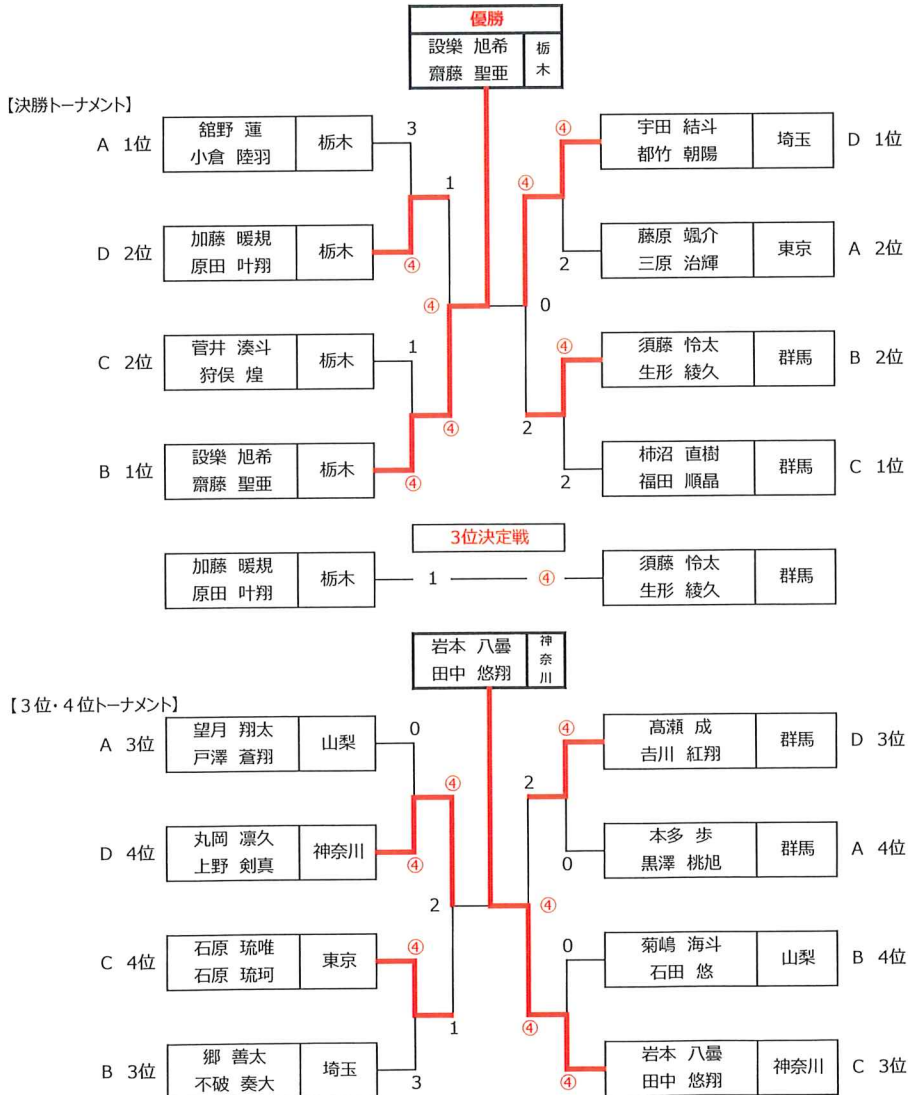 優勝
設樂 旭希
齋藤 聖亜
栃木
【決勝トーナメント】
A 1位
舘野 蓮
小倉 陸羽
栃木
3
D 2位
加藤 暖規
原田 叶翔
栃木
④
1
C 2位
菅井 湊斗
狩俣 煌
栃木
1
B 1位
設樂 旭希
齋藤 聖亜
栃木
④
④
④
④
宇田 結斗
都竹 朝陽
埼玉
D 1位
④
2
藤原 颯介
三原 治輝
東京
A 2位
0
④
須藤 怜太
生形 綾久
群馬
B 2位
2
2
柿沼 直樹
福田 順晶
群馬
C 1位
3位決定戦
加藤 暖規
原田 叶翔
栃木
1
④
須藤 怜太
生形 綾久
群馬
岩本 八曇
田中 悠翔
神奈川
【3位・4位トーナメント】
A 3位
望月 翔太
戸澤 蒼翔
山梨
0
④
D 4位
丸岡 凛久
上野 剣真
神奈川
④
2
C 4位
石原 琉唯
石原 琉珂
東京
④
1
B 3位
郷 善太
不破 奏大
埼玉
3
④
髙瀬 成
吉川 紅翔
群馬
D 3位
2
0
本多 歩
黒澤 桃旭
群馬
A 4位
④
0
菊嶋 海斗
石田 悠
山梨
B 4位
④
④
岩本 八曇
田中 悠翔
神奈川
C 3位